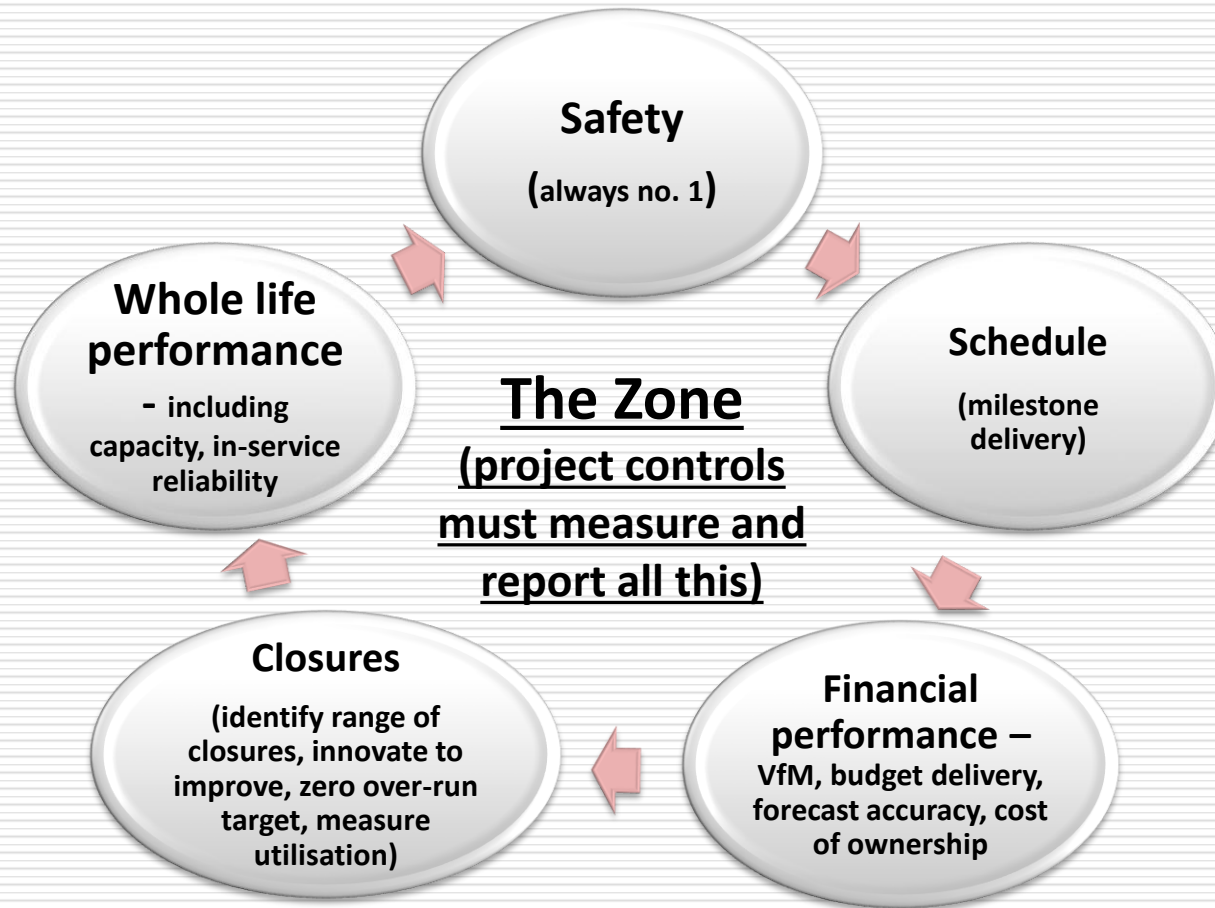 Safety
(always no. 1)
Schedule
(milestone
delivery)
Financial
performance –
VfM, budget delivery,
forecast accuracy, cost
of ownership
Closures
(identify range of
closures, innovate to
improve, zero over-run
target, measure
utilisation)
Whole life
performance
- including
capacity, in-service
reliability
The Zone
(project controls
must measure and
report all this)